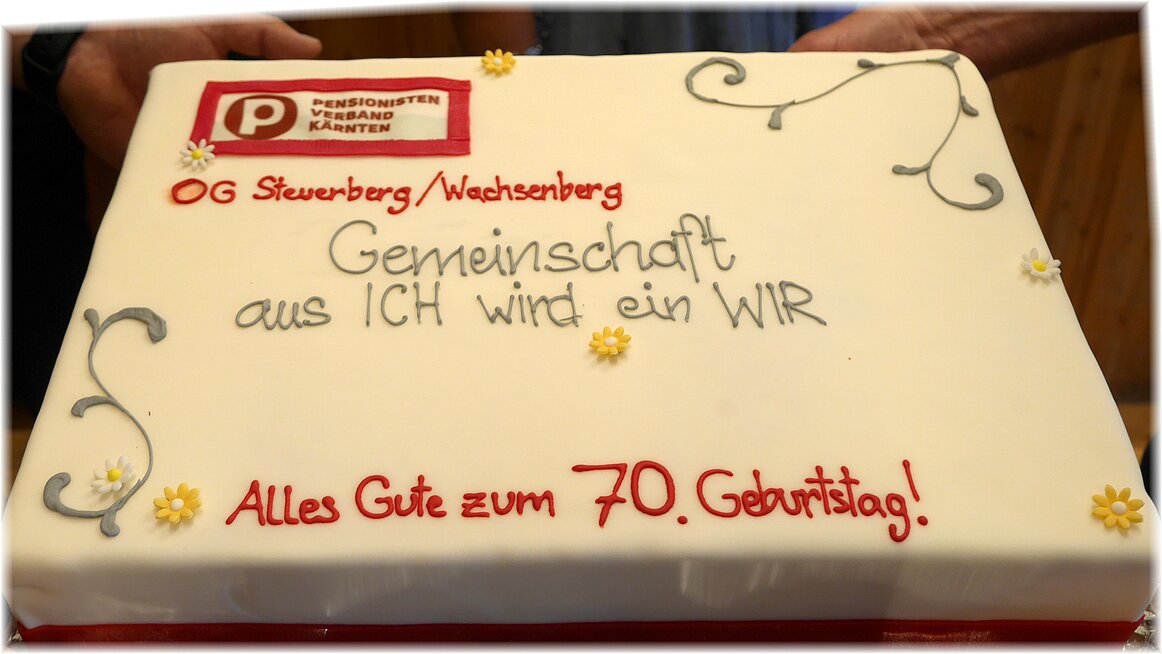 P
PENSIONISTEN
VERBAND
KÄRNTEN
OG Steuerberg/Wachsenberg
Gemeinschaft
aus ICH wird ein WIR
Alles Gute zum 70. Geburtstag!